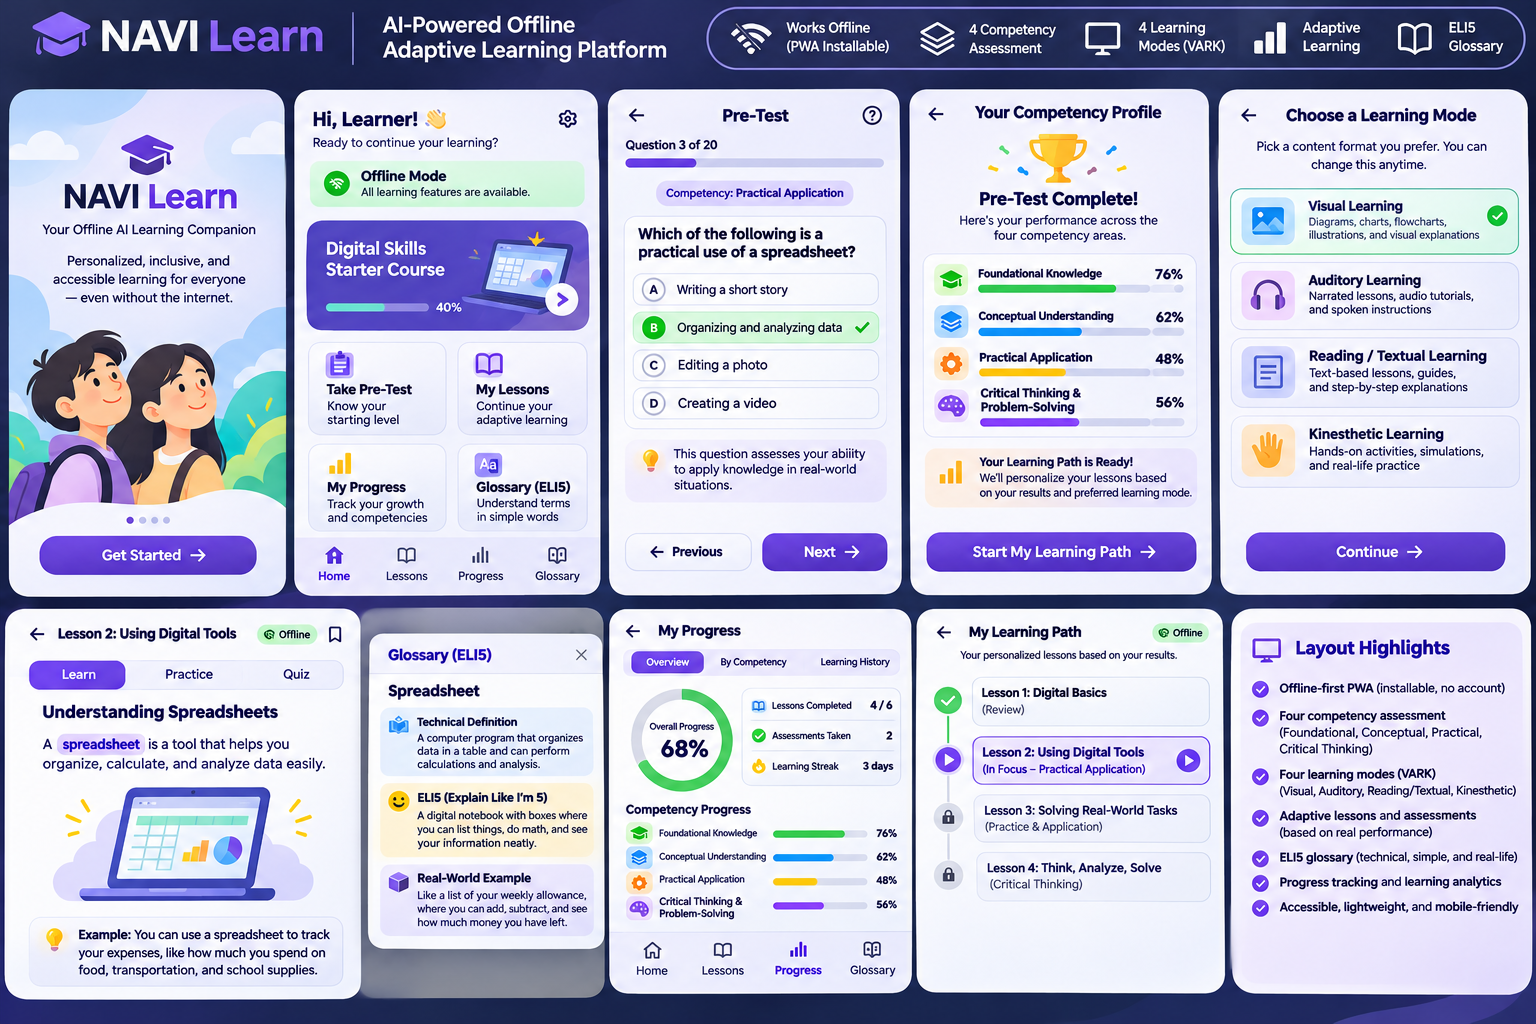 NAVI Learn
AI-Powered Offline
Adaptive Learning Platform
Works Offline
(PWA Installable)
4 Competency
Assessment
4 Learning
Modes (VARK)
Adaptive
Learning
ELI5
Glossary
NAVI Learn
Your Offline AI Learning Companion
Personalized, inclusive, and
accessible learning for everyone
— even without the internet.
Get Started →
Hi, Learner! 👋
Ready to continue your learning?
Offline Mode
All learning features are available.
Digital Skills
Starter Course
40%
Take Pre-Test
Know your
starting level
My Lessons
Continue your
adaptive learning
My Progress
Track your growth
and competencies
Aa
Glossary (ELI5)
Understand terms
in simple words
Home
Lessons
Progress
Glossary
← Pre-Test ?
Question 3 of 20
Competency: Practical Application
Which of the following is a
practical use of a spreadsheet?
A Writing a short story
B Organizing and analyzing data ✓
C Editing a photo
D Creating a video
This question assesses your ability
to apply knowledge in real-world
situations.
← Previous
Next →
← Your Competency Profile
Pre-Test Complete!
Here's your performance across the
four competency areas.
Foundational Knowledge 76%
Conceptual Understanding 62%
Practical Application 48%
Critical Thinking &
Problem-Solving 56%
Your Learning Path is Ready!
We'll personalize your lessons based
on your results and preferred learning mode.
Start My Learning Path →
← Choose a Learning Mode
Pick a content format you prefer. You can
change this anytime.
Visual Learning
Diagrams, charts, flowcharts,
illustrations, and visual explanations
Auditory Learning
Narrated lessons, audio tutorials,
and spoken instructions
Reading / Textual Learning
Text-based lessons, guides,
and step-by-step explanations
Kinesthetic Learning
Hands-on activities, simulations,
and real-life practice
Continue →
← Lesson 2: Using Digital Tools
Offline
Learn
Practice
Quiz
Understanding Spreadsheets
A spreadsheet is a tool that helps you
organize, calculate, and analyze data easily.
Example: You can use a spreadsheet to track
your expenses, like how much you spend on
food, transportation, and school supplies.
Glossary (ELI5) ×
Spreadsheet
Technical Definition
A computer program that organizes
data in a table and can perform
calculations and analysis.
ELI5 (Explain Like I'm 5)
A digital notebook with boxes where
you can list things, do math, and see
your information neatly.
Real-World Example
Like a list of your weekly allowance,
where you can add, subtract, and see
how much money you have left.
← My Progress
Overview
By Competency
Learning History
Overall Progress
68%
Lessons Completed 4 / 6
Assessments Taken 2
Learning Streak 3 days
Competency Progress
Foundational Knowledge 76%
Conceptual Understanding 62%
Practical Application 48%
Critical Thinking &
Problem-Solving 56%
Home
Lessons
Progress
Glossary
← My Learning Path
Offline
Your personalized lessons based on your results.
Lesson 1: Digital Basics
(Review)
Lesson 2: Using Digital Tools
(In Focus – Practical Application)
Lesson 3: Solving Real-World Tasks
(Practice & Application)
Lesson 4: Think, Analyze, Solve
(Critical Thinking)
Layout Highlights
Offline-first PWA (installable, no account)
Four competency assessment
(Foundational, Conceptual, Practical,
Critical Thinking)
Four learning modes (VARK)
(Visual, Auditory, Reading/Textual, Kinesthetic)
Adaptive lessons and assessments
(based on real performance)
ELI5 glossary (technical, simple, and real-life)
Progress tracking and learning analytics
Accessible, lightweight, and mobile-friendly